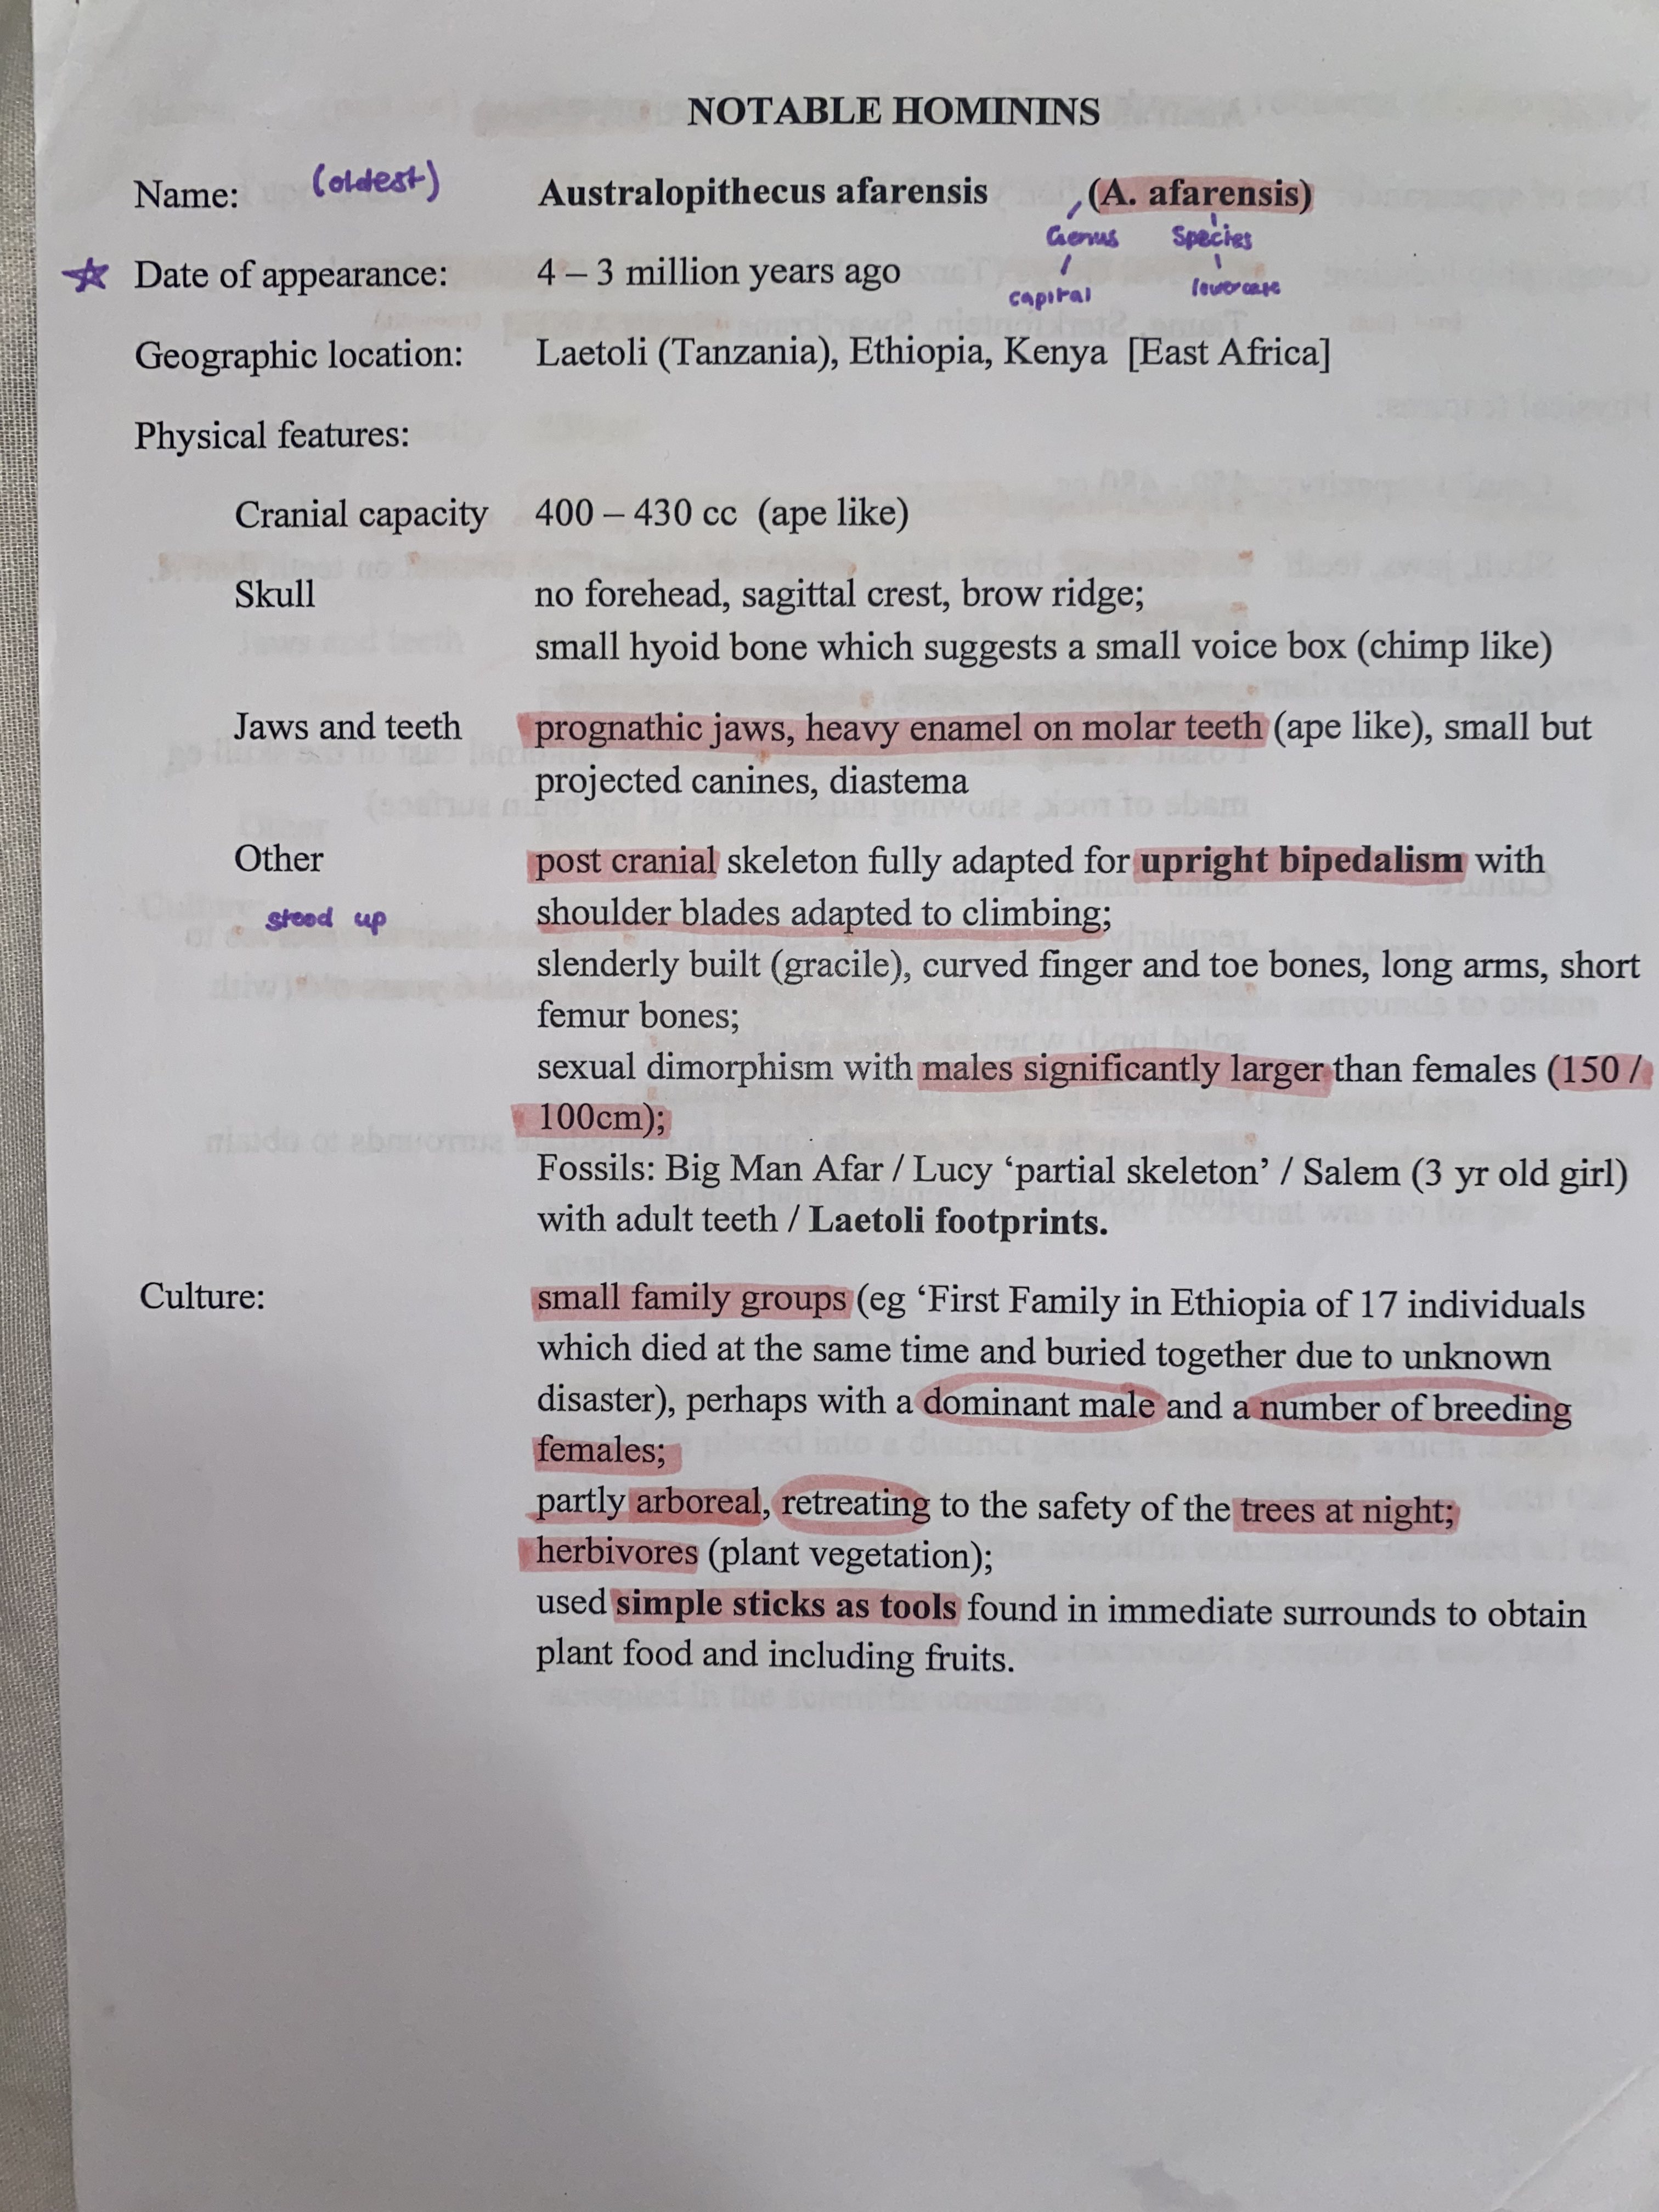 NOTABLE HOMININS
Name: (oldest) Australopithecus afarensis (A. afarensis)
Genus Species
Date of appearance: 4 – 3 million years ago
capital lowercase
Geographic location: Laetoli (Tanzania), Ethiopia, Kenya [East Africa]
Physical features:
Cranial capacity 400 – 430 cc (ape like)
Skull no forehead, sagittal crest, brow ridge;
small hyoid bone which suggests a small voice box (chimp like)
Jaws and teeth prognathic jaws, heavy enamel on molar teeth (ape like), small but
projected canines, diastema
Other post cranial skeleton fully adapted for upright bipedalism with
stood up shoulder blades adapted to climbing;
slenderly built (gracile), curved finger and toe bones, long arms, short
femur bones;
sexual dimorphism with males significantly larger than females (150 /
100cm);
Fossils: Big Man Afar / Lucy ‘partial skeleton’ / Salem (3 yr old girl)
with adult teeth / Laetoli footprints.
Culture: small family groups (eg ‘First Family in Ethiopia of 17 individuals
which died at the same time and buried together due to unknown
disaster), perhaps with a dominant male and a number of breeding
females;
partly arboreal, retreating to the safety of the trees at night;
herbivores (plant vegetation);
used simple sticks as tools found in immediate surrounds to obtain
plant food and including fruits.